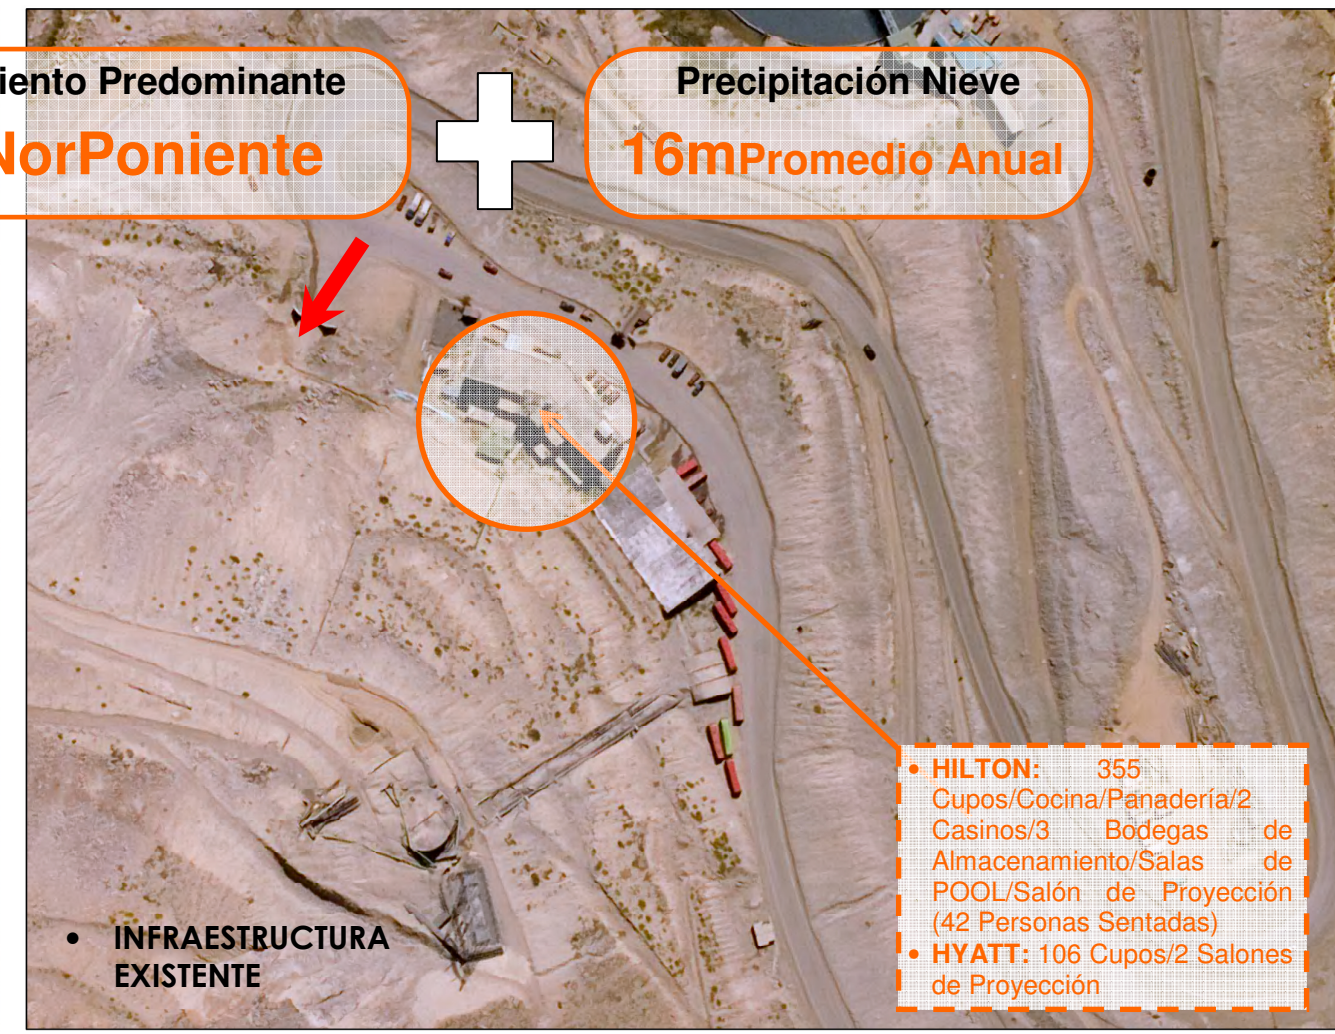 iento Predominante
NorPoniente
Precipitación Nieve
16mPromedio Anual
• HILTON: 355
Cupos/Cocina/Panadería/2
Casinos/3 Bodegas de
Almacenamiento/Salas de
POOL/Salón de Proyección
(42 Personas Sentadas)
• HYATT: 106 Cupos/2 Salones
de Proyección
• INFRAESTRUCTURA
EXISTENTE